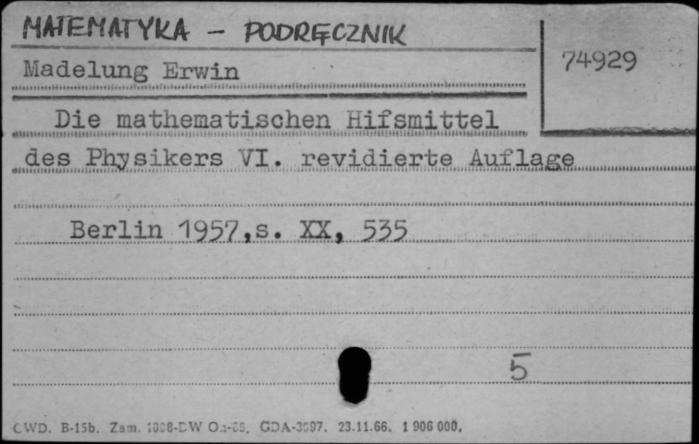 MATEMATYKA – PODRĘCZNIK
74929
Madelung Erwin
Die mathematischen Hifsmittel
des Physikers VI. revidierte Auflage
Berlin 1957,s. XX, 535
5
CWD. B-15b. Zam. GDA-3897. 23.11.66. 1 906 000.